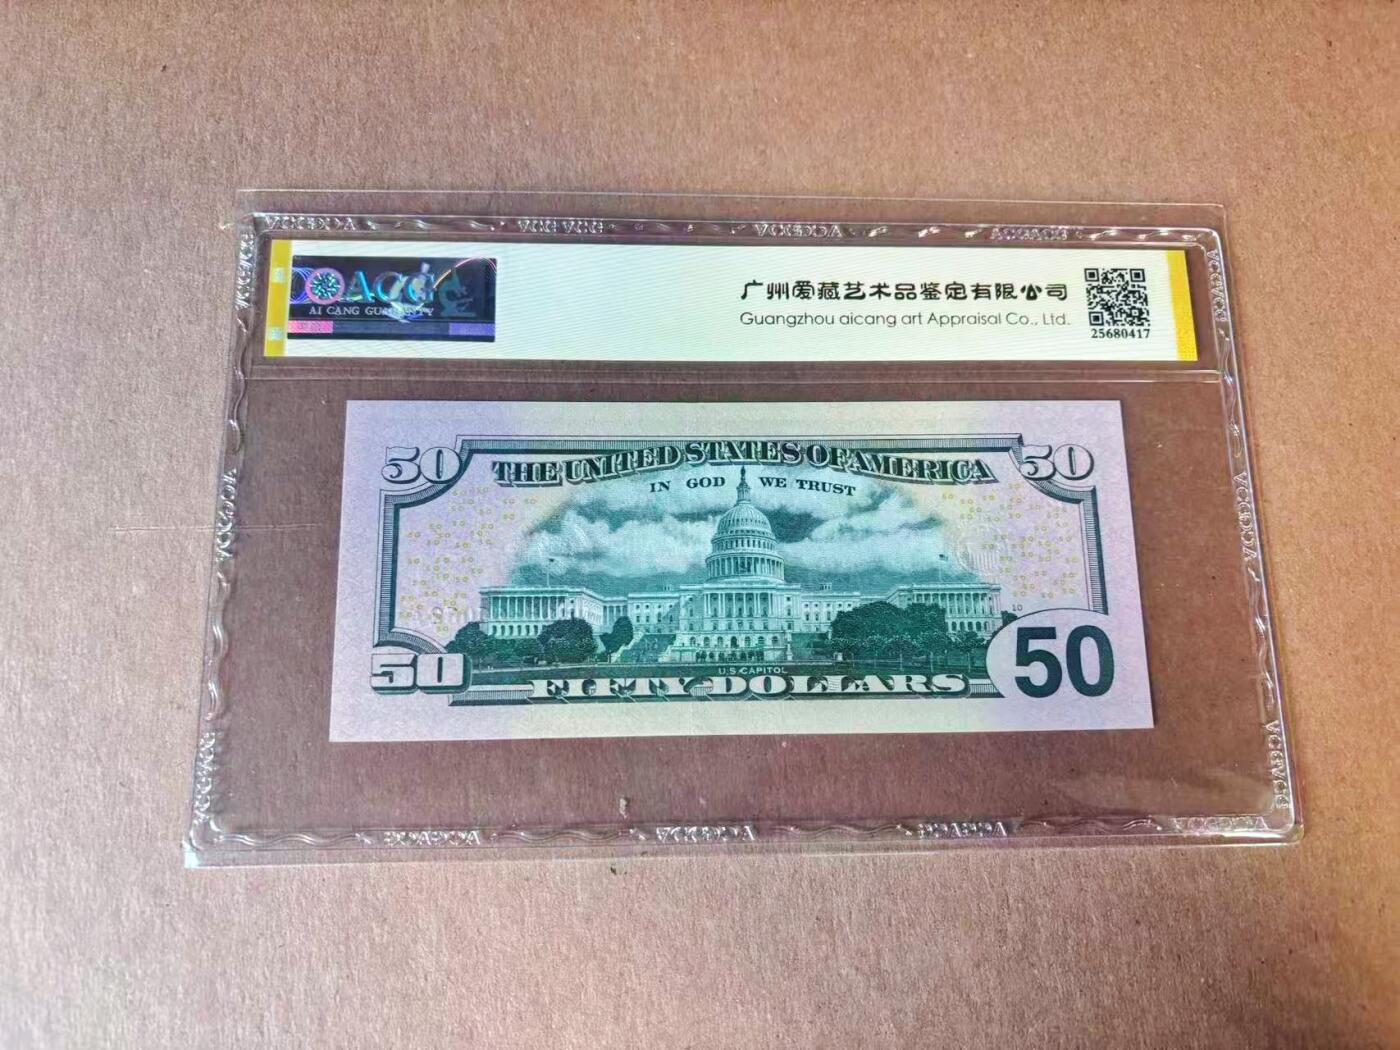 ACG
AI CANG GUARANTY
广州爱藏艺术品鉴定有限公司
Guangzhou aicang art Appraisal Co., Ltd.
25680417
50
THE UNITED STATES OF AMERICA
50
IN GOD WE TRUST
10
50
U.S. CAPITOL
FIFTY DOLLARS
50